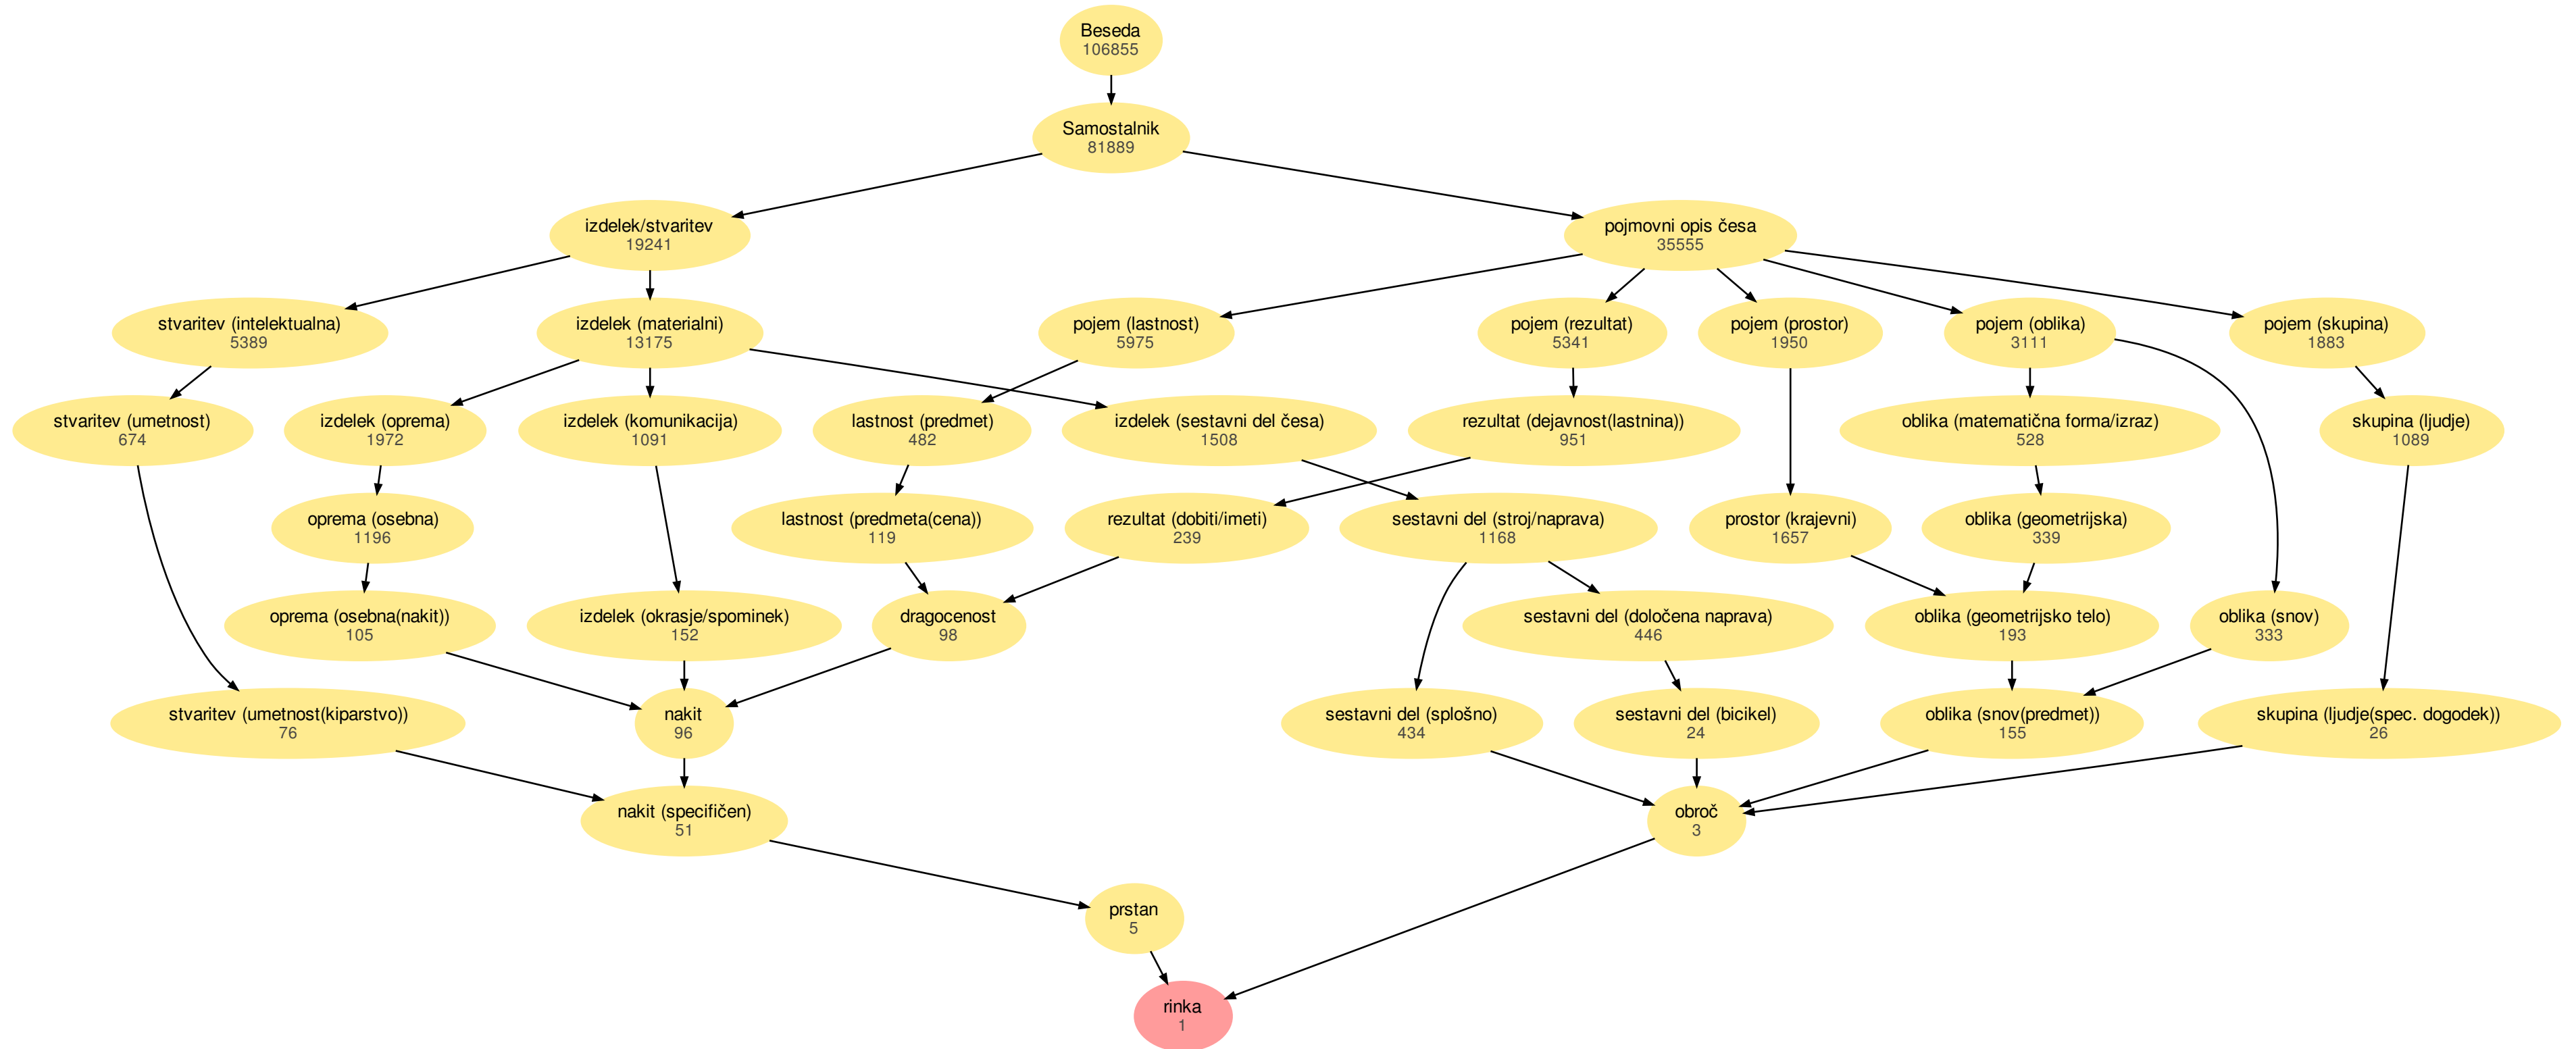 Beseda
106855
Samostalnik
81889
izdelek/stvaritev
19241
pojmovni opis česa
35555
stvaritev (intelektualna)
5389
izdelek (materialni)
13175
pojem (lastnost)
5975
pojem (rezultat)
5341
pojem (prostor)
1950
pojem (oblika)
3111
pojem (skupina)
1883
stvaritev (umetnost)
674
izdelek (oprema)
1972
izdelek (komunikacija)
1091
lastnost (predmet)
482
izdelek (sestavni del česa)
1508
rezultat (dejavnost(lastnina))
951
oblika (matematična forma/izraz)
528
skupina (ljudje)
1089
oprema (osebna)
1196
lastnost (predmeta(cena))
119
rezultat (dobiti/imeti)
239
sestavni del (stroj/naprava)
1168
prostor (krajevni)
1657
oblika (geometrijska)
339
oprema (osebna(nakit))
105
izdelek (okrasje/spominek)
152
dragocenost
98
sestavni del (določena naprava)
446
oblika (geometrijsko telo)
193
oblika (snov)
333
stvaritev (umetnost(kiparstvo))
76
nakit
96
sestavni del (splošno)
434
sestavni del (bicikel)
24
oblika (snov(predmet))
155
skupina (ljudje(spec. dogodek))
26
nakit (specifičen)
51
obroč
3
prstan
5
rinka
1